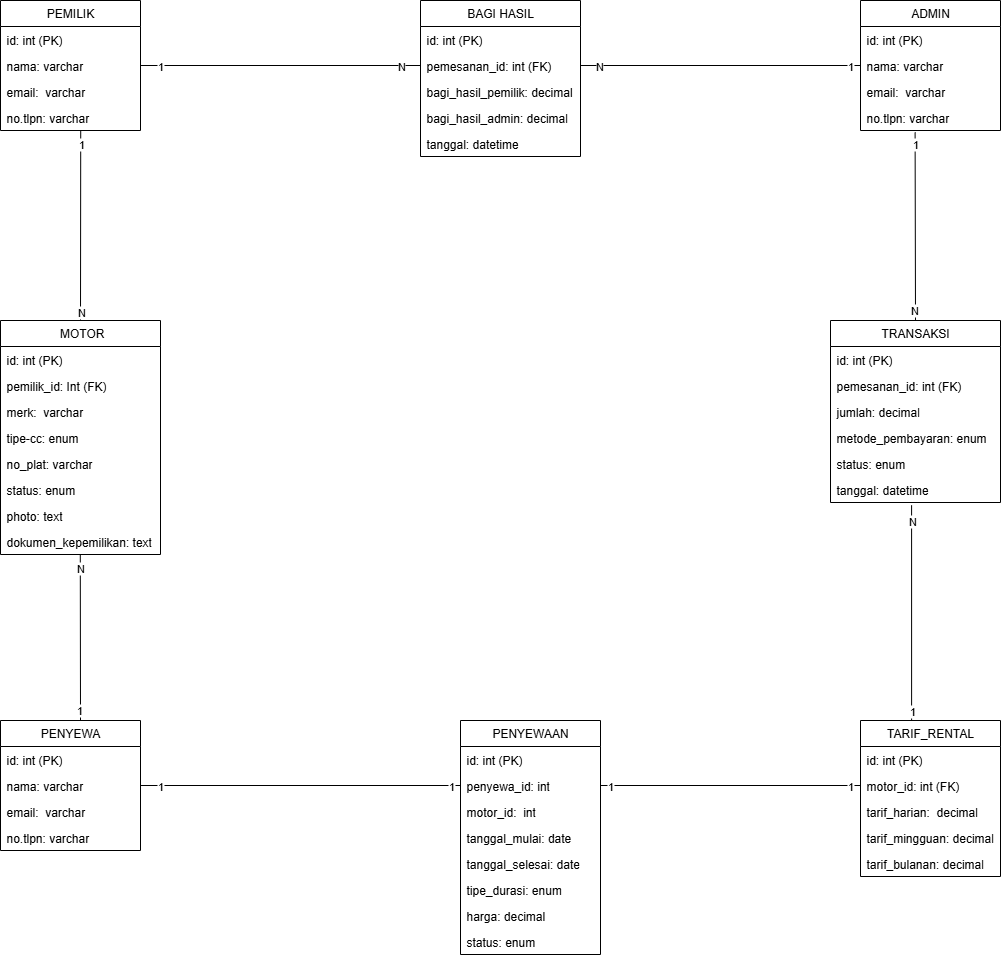 PEMILIK
id: int (PK)
nama: varchar
email:  varchar
no.tlpn: varchar
1
N
BAGI HASIL
id: int (PK)
pemesanan_id: int (FK)
bagi_hasil_pemilik: decimal
bagi_hasil_admin: decimal
tanggal: datetime
N
1
ADMIN
id: int (PK)
nama: varchar
email:  varchar
no.tlpn: varchar
1
N
1
N
MOTOR
id: int (PK)
pemilik_id: Int (FK)
merk:  varchar
tipe-cc: enum
no_plat: varchar
status: enum
photo: text
dokumen_kepemilikan: text
TRANSAKSI
id: int (PK)
pemesanan_id: int (FK)
jumlah: decimal
metode_pembayaran: enum
status: enum
tanggal: datetime
N
1
N
1
PENYEWA
id: int (PK)
nama: varchar
email:  varchar
no.tlpn: varchar
1
1
PENYEWAAN
id: int (PK)
penyewa_id: int
motor_id:  int
tanggal_mulai: date
tanggal_selesai: date
tipe_durasi: enum
harga: decimal
status: enum
1
1
TARIF_RENTAL
id: int (PK)
motor_id: int (FK)
tarif_harian:  decimal
tarif_mingguan: decimal
tarif_bulanan: decimal